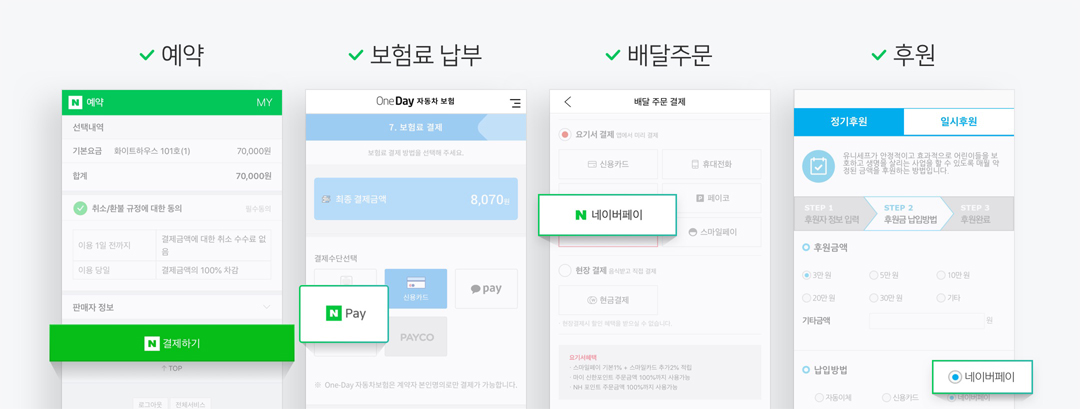 예약
보험료 납부
배달주문
후원
N 예약
MY
선택내역
기본요금 화이트하우스 101호(1) 70,000원
합계 70,000원
취소/환불 규정에 대한 동의 필수동의
이용 1일 전까지 결제금액에 대한 취소 수수료 없음
이용 당일 결제금액의 100% 차감
판매자 정보
N 결제하기
↑ TOP
로그아웃 전체서비스
OneDay 자동차 보험
7. 보험료 결제
보험료 결제 방법을 선택해 주세요.
최종 결제금액 8,070원
결제수단선택
신용카드
pay
N Pay
PAYCO
※ One-Day 자동차보험은 계약자 본인명의로만 결제가 가능합니다.
배달 주문 결제
요기서 결제 앱에서 미리 결제
신용카드
휴대전화
N 네이버페이
페이코
스마일페이
현장 결제 음식받고 직접 결제
현금결제
· 현장결제시 할인 혜택을 받으실 수 없습니다.
요기서혜택
· 스마일페이 기본1% + 스마일카드 추가2% 적립
· 마이 신한포인트 주문금액 100%까지 사용가능
· NH 포인트 주문금액 100%까지 사용가능
정기후원
일시후원
유니세프가 안정적이고 효과적으로 어린이들을 보
호하고 생명을 살리는 사업을 할 수 있도록 매월 약
정된 금액을 후원하는 방법입니다.
STEP 1
후원자 정보 입력
STEP 2
후원금 납입방법
STEP 3
후원완료
후원금액
3만 원 5만 원 10만 원
20만 원 30만 원 기타
기타금액 원
납입방법
자동이체 신용카드 네이버페이
네이버페이